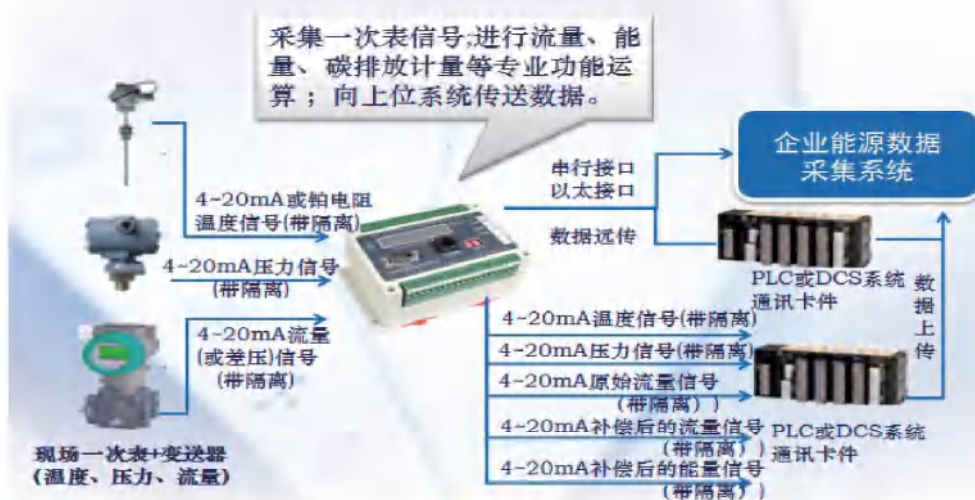 采集一次表信号;进行流量、能
量、碳排放计量等专业功能运
算；向上位系统传送数据。
企业能源数据
采集系统
串行接口
以太接口
数据远传
4~20mA或铂电阻
温度信号(带隔离)
4~20mA压力信号
(带隔离)
4~20mA流量
(或差压)信号
(带隔离)
现场一次表+变送器
(温度、压力、流量)
PLC或DCS系统
通讯卡件
数据上传
4~20mA温度信号(带隔离)
4~20mA压力信号(带隔离)
4~20mA原始流量信号
(带隔离））
4~20mA补偿后的流量信号
(带隔离））
4~20mA补偿后的能量信号
(带隔离））
PLC或DCS系统
通讯卡件